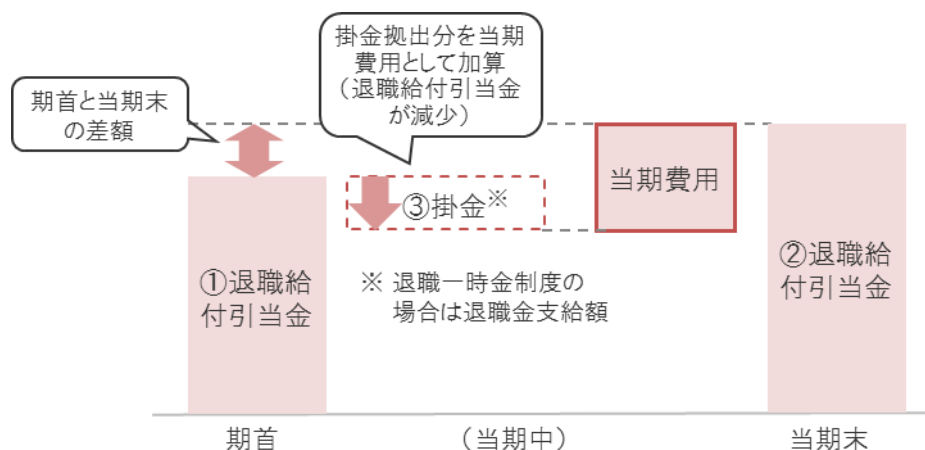 掛金拠出分を当期
費用として加算
（退職給付引当金
が減少）
期首と当期末
の差額
③掛金※
当期費用
①退職給
付引当金
※ 退職一時金制度の
場合は退職金支給額
②退職給
付引当金
期首
（当期中）
当期末